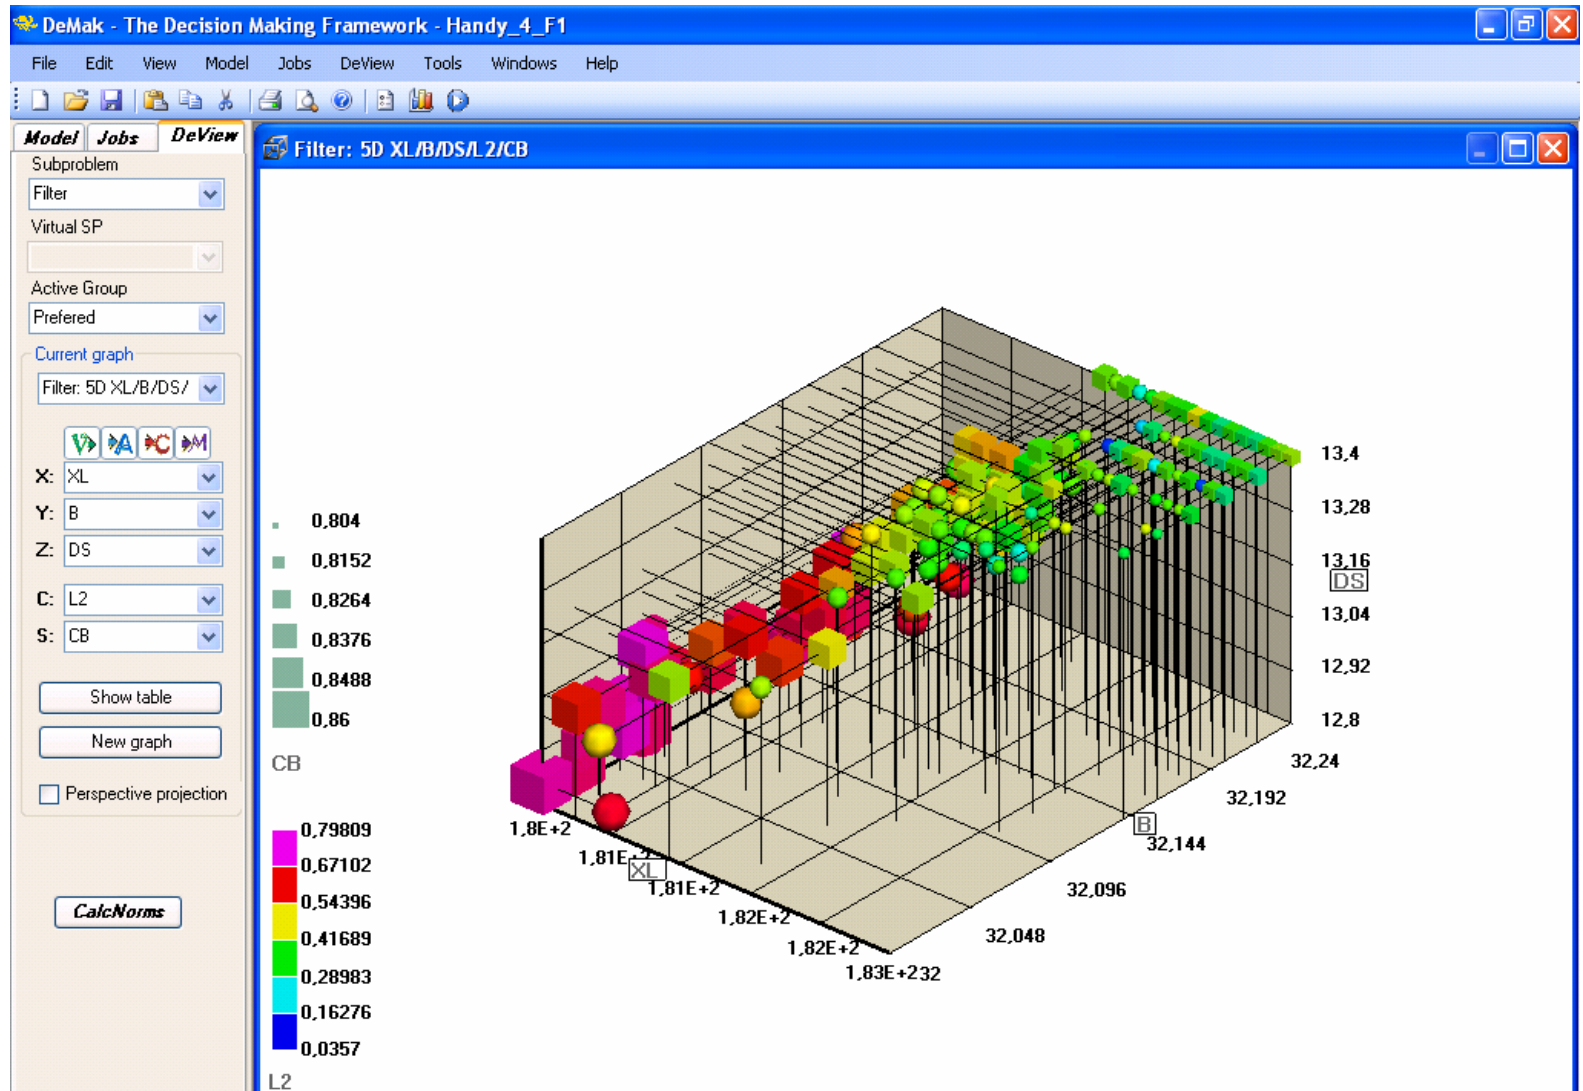 DeMak - The Decision Making Framework - Handy_4_F1
File Edit View Model Jobs DeView Tools Windows Help
Model Jobs DeView
Subproblem
Filter
Virtual SP
Active Group
Prefered
Current graph
Filter: 5D XL/B/DS/
V A C M
X: XL
Y: B
Z: DS
C: L2
S: CB
Show table
New graph
Perspective projection
CalcNorms
Filter: 5D XL/B/DS/L2/CB
0,804
0,8152
0,8264
0,8376
0,8488
0,86
CB
0,79809
0,67102
0,54396
0,41689
0,28983
0,16276
0,0357
L2
13,4
13,28
13,16
DS
13,04
12,92
12,8
32,24
32,192
B
32,144
32,096
32,048
32
1,8E+2
1,81E+2
XL
1,81E+2
1,82E+2
1,82E+2
1,83E+2